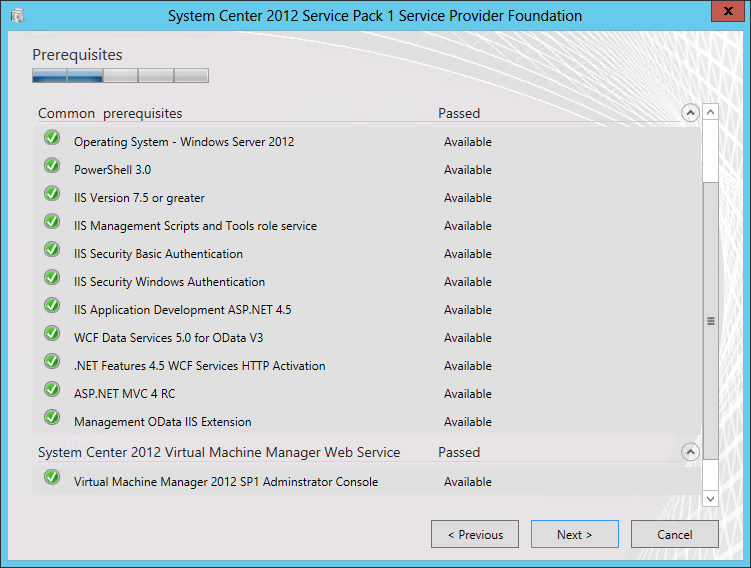 System Center 2012 Service Pack 1 Service Provider Foundation
x
Prerequisites
Common prerequisites Passed
Operating System - Windows Server 2012 Available
PowerShell 3.0 Available
IIS Version 7.5 or greater Available
IIS Management Scripts and Tools role service Available
IIS Security Basic Authentication Available
IIS Security Windows Authentication Available
IIS Application Development ASP.NET 4.5 Available
WCF Data Services 5.0 for OData V3 Available
.NET Features 4.5 WCF Services HTTP Activation Available
ASP.NET MVC 4 RC Available
Management OData IIS Extension Available
System Center 2012 Virtual Machine Manager Web Service Passed
Virtual Machine Manager 2012 SP1 Adminstrator Console Available
< Previous Next > Cancel